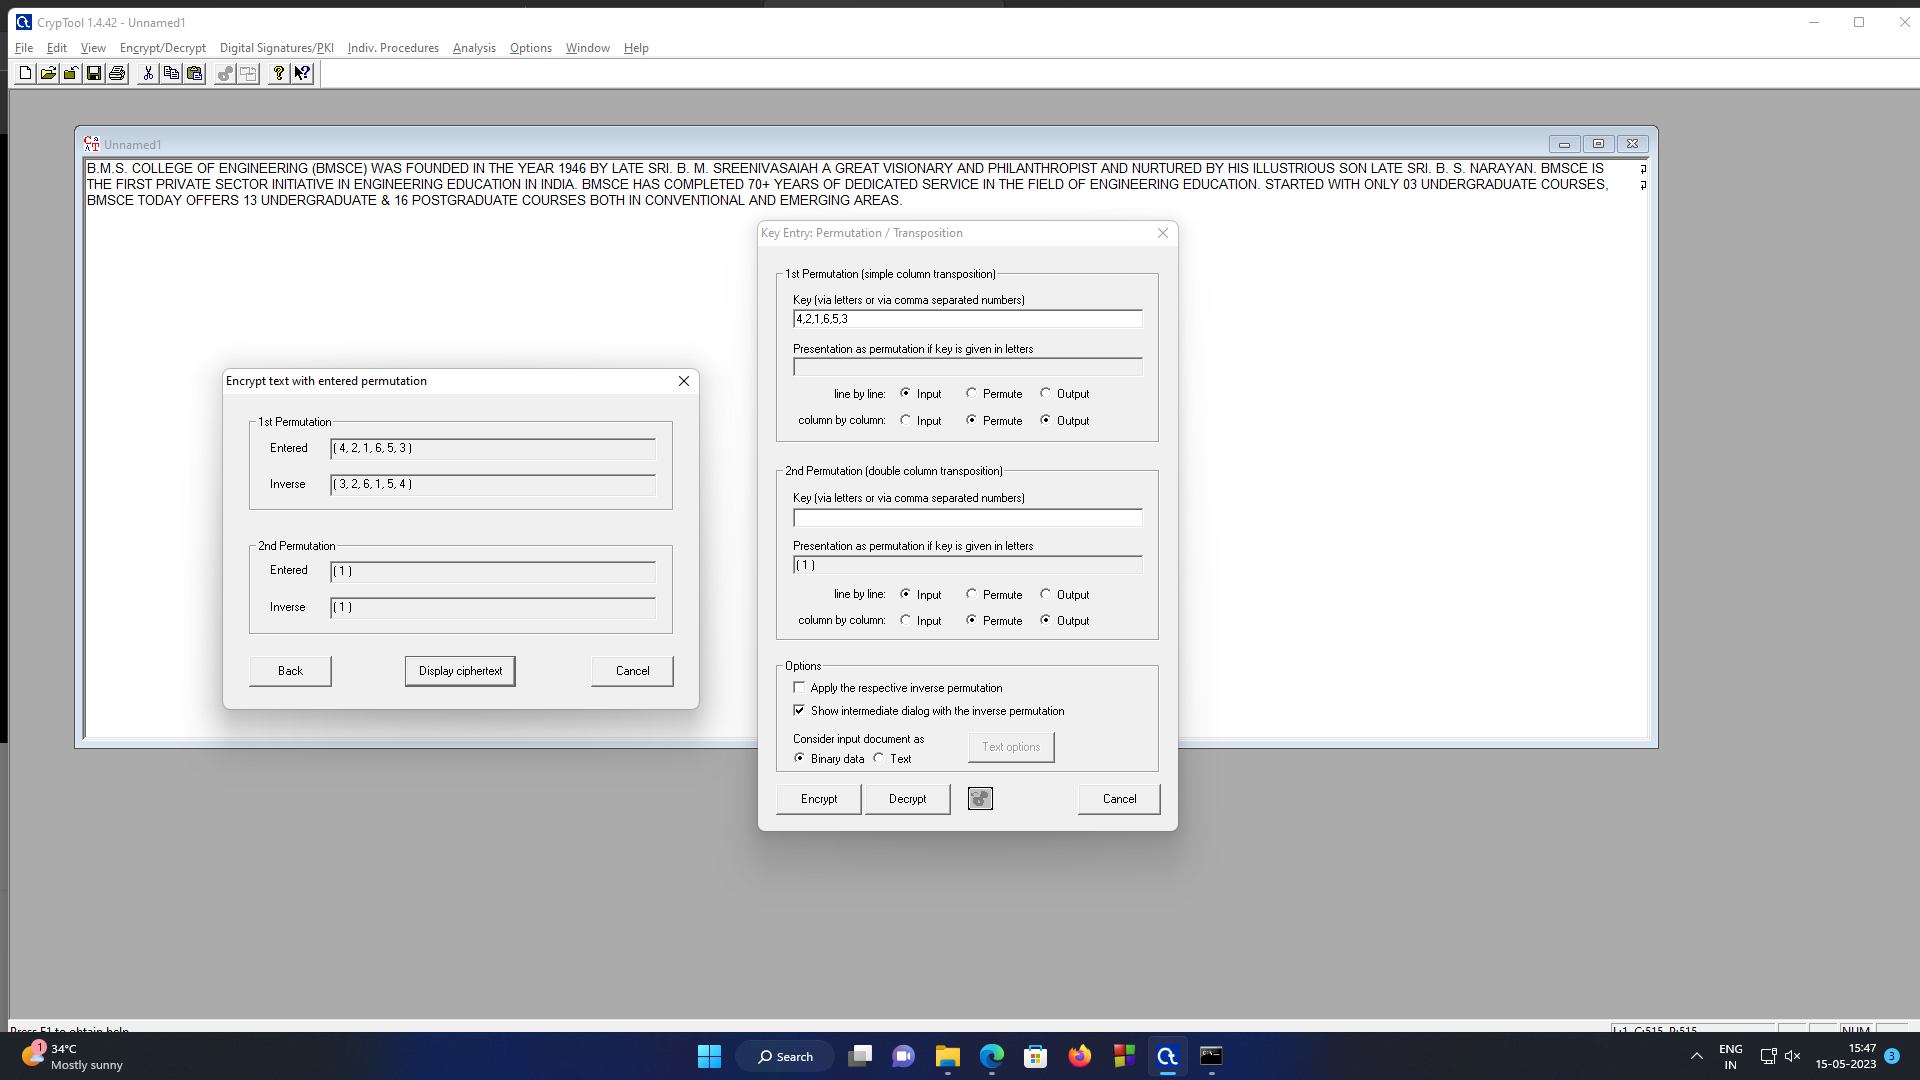 CrypTool 1.4.42 - Unnamed1
File Edit View Encrypt/Decrypt Digital Signatures/PKI Indiv. Procedures Analysis Options Window Help
Unnamed1
B.M.S. COLLEGE OF ENGINEERING (BMSCE) WAS FOUNDED IN THE YEAR 1946 BY LATE SRI. B. M. SREENIVASAIAH A GREAT VISIONARY AND PHILANTHROPIST AND NURTURED BY HIS ILLUSTRIOUS SON LATE SRI. B. S. NARAYAN. BMSCE IS
THE FIRST PRIVATE SECTOR INITIATIVE IN ENGINEERING EDUCATION IN INDIA. BMSCE HAS COMPLETED 70+ YEARS OF DEDICATED SERVICE IN THE FIELD OF ENGINEERING EDUCATION. STARTED WITH ONLY 03 UNDERGRADUATE COURSES,
BMSCE TODAY OFFERS 13 UNDERGRADUATE & 16 POSTGRADUATE COURSES BOTH IN CONVENTIONAL AND EMERGING AREAS.
Encrypt text with entered permutation
1st Permutation
Entered ( 4, 2, 1, 6, 5, 3 )
Inverse ( 3, 2, 6, 1, 5, 4 )
2nd Permutation
Entered ( 1 )
Inverse ( 1 )
Back Display ciphertext Cancel
Key Entry: Permutation / Transposition
1st Permutation (simple column transposition)
Key (via letters or via comma separated numbers)
4,2,1,6,5,3
Presentation as permutation if key is given in letters
line by line: Input Permute Output
column by column: Input Permute Output
2nd Permutation (double column transposition)
Key (via letters or via comma separated numbers)
Presentation as permutation if key is given in letters
( 1 )
line by line: Input Permute Output
column by column: Input Permute Output
Options
Apply the respective inverse permutation
Show intermediate dialog with the inverse permutation
Consider input document as
Binary data Text
Text options
Encrypt Decrypt Cancel
Press F1 to obtain help
L:1 C:515 P:515 NUM
1
34°C
Mostly sunny
Search
ENG
IN
15:47
15-05-2023
3